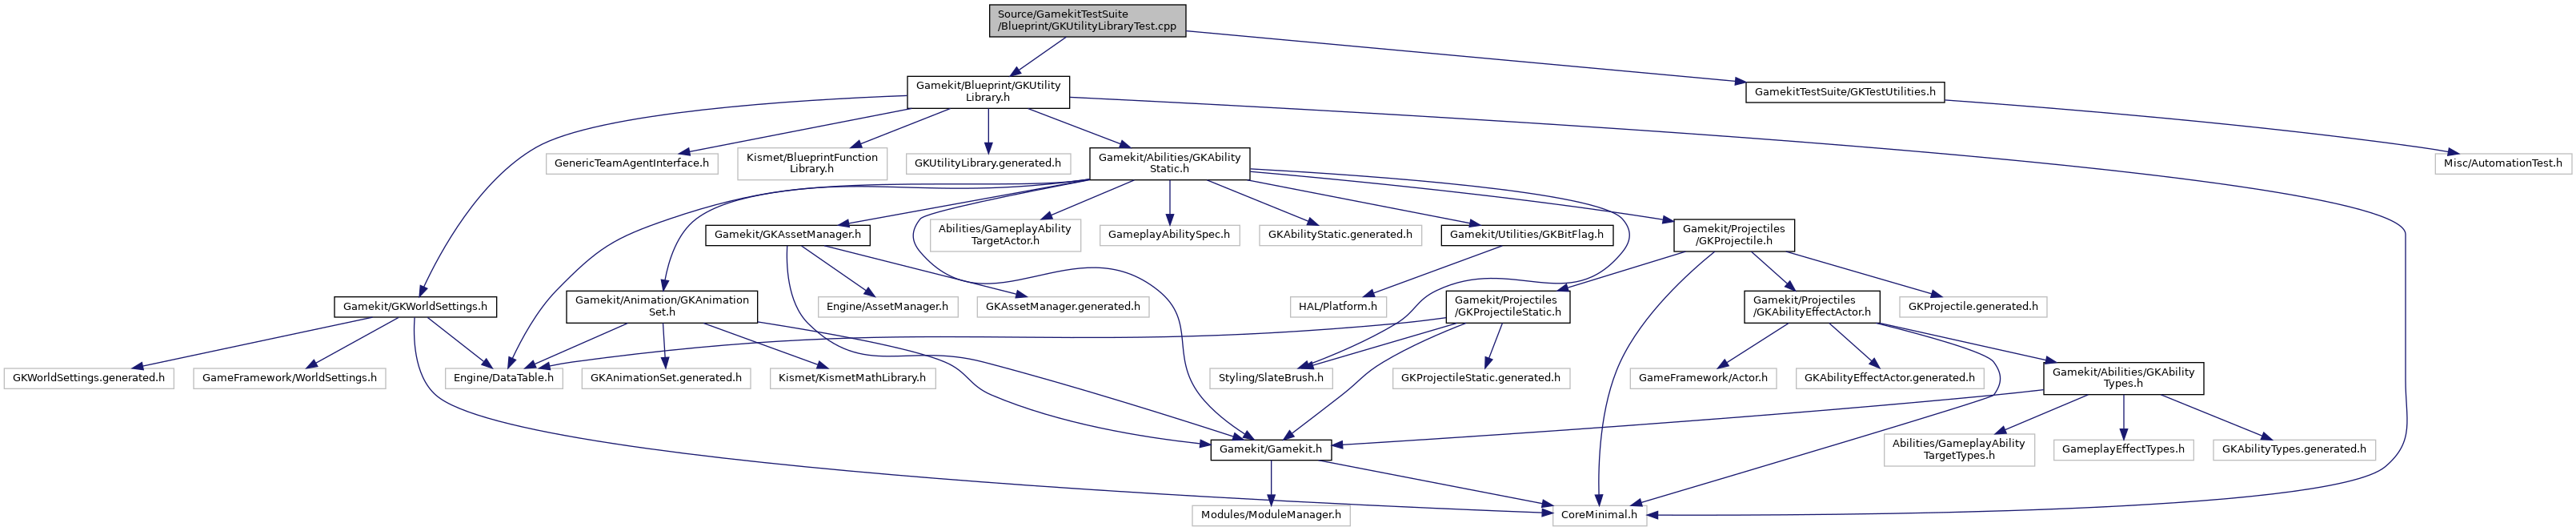 Source/GamekitTestSuite
/Blueprint/GKUtilityLibraryTest.cpp
Gamekit/Blueprint/GKUtility
Library.h
GamekitTestSuite/GKTestUtilities.h
GenericTeamAgentInterface.h
Kismet/BlueprintFunction
Library.h
GKUtilityLibrary.generated.h
Gamekit/Abilities/GKAbility
Static.h
Misc/AutomationTest.h
Gamekit/GKAssetManager.h
Abilities/GameplayAbility
TargetActor.h
GameplayAbilitySpec.h
GKAbilityStatic.generated.h
Gamekit/Utilities/GKBitFlag.h
Gamekit/Projectiles
/GKProjectile.h
Gamekit/GKWorldSettings.h
Gamekit/Animation/GKAnimation
Set.h
Engine/AssetManager.h
GKAssetManager.generated.h
HAL/Platform.h
Gamekit/Projectiles
/GKProjectileStatic.h
Gamekit/Projectiles
/GKAbilityEffectActor.h
GKProjectile.generated.h
GKWorldSettings.generated.h
GameFramework/WorldSettings.h
Engine/DataTable.h
GKAnimationSet.generated.h
Kismet/KismetMathLibrary.h
Styling/SlateBrush.h
GKProjectileStatic.generated.h
GameFramework/Actor.h
GKAbilityEffectActor.generated.h
Gamekit/Abilities/GKAbility
Types.h
Gamekit/Gamekit.h
Abilities/GameplayAbility
TargetTypes.h
GameplayEffectTypes.h
GKAbilityTypes.generated.h
Modules/ModuleManager.h
CoreMinimal.h